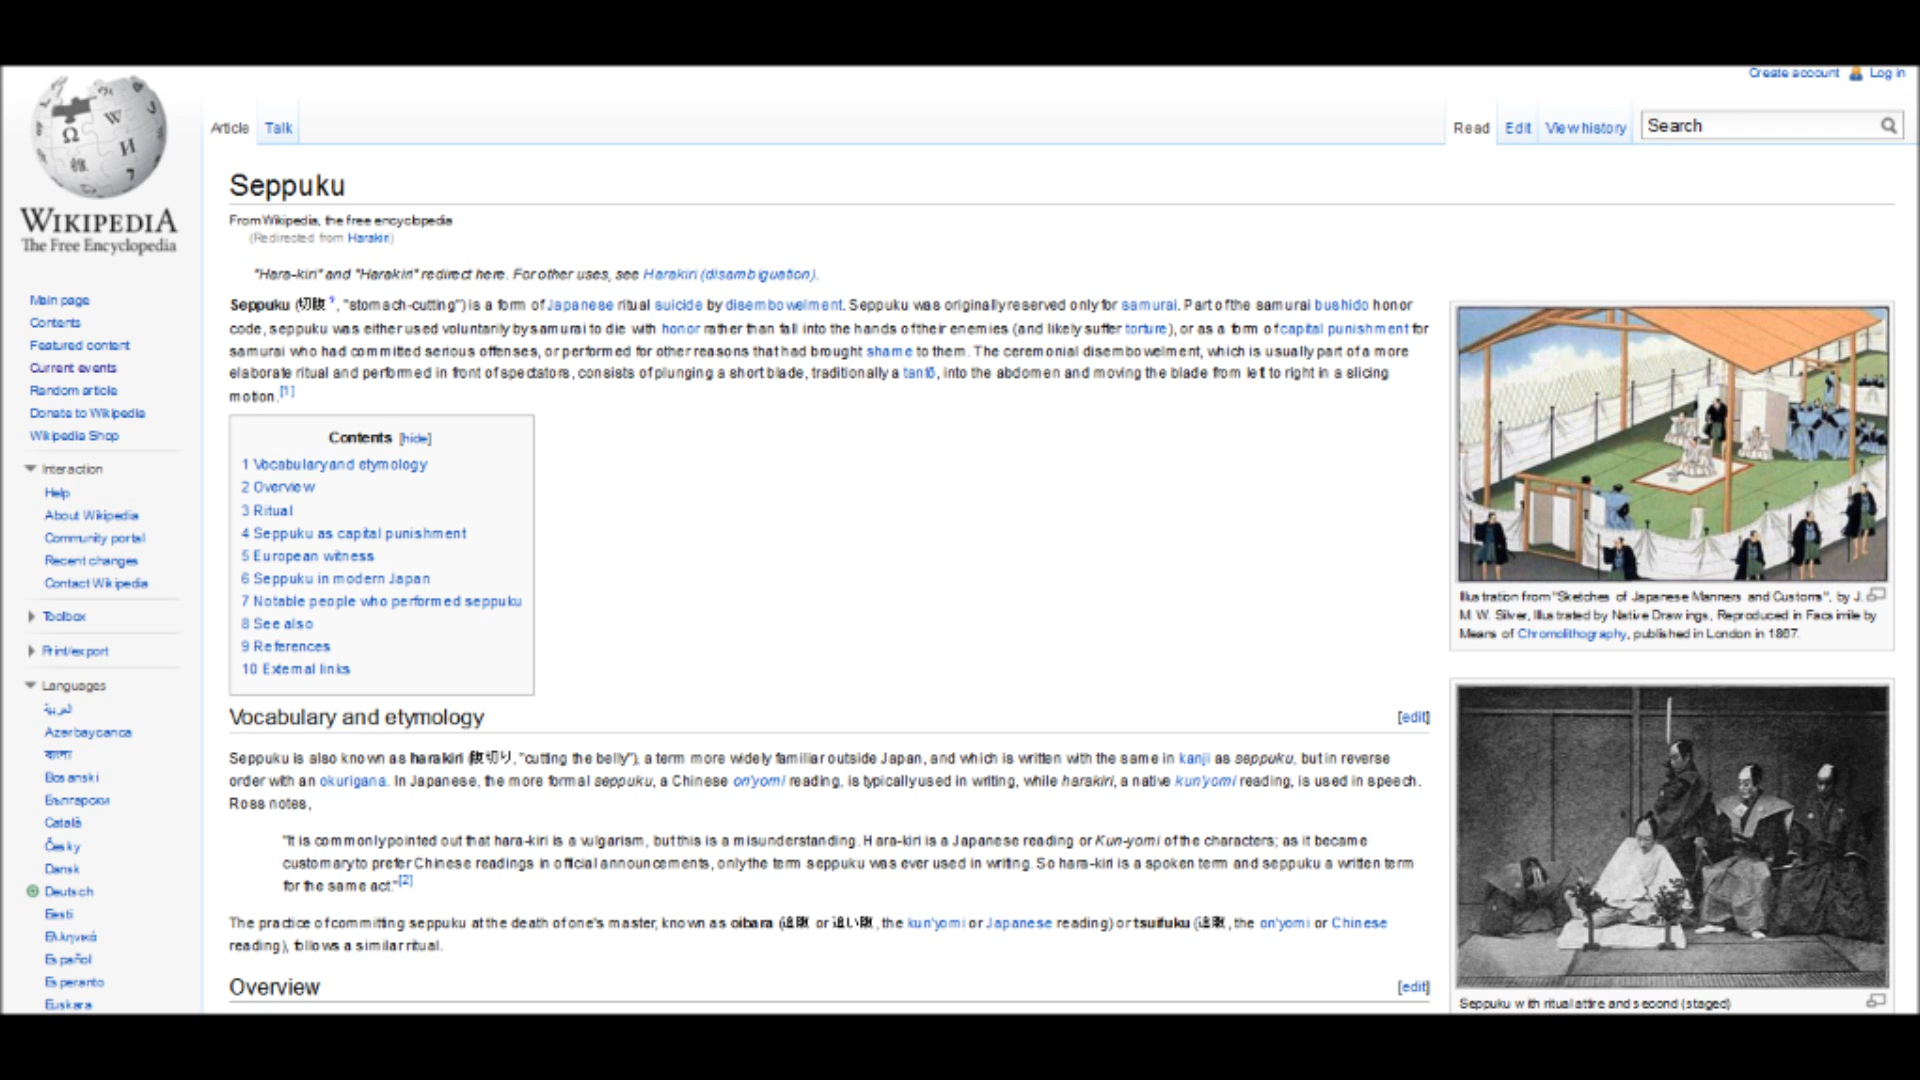 Create account Log in
Article Talk Read Edit View history Search
WIKIPEDIA
The Free Encyclopedia
Main page
Contents
Featured content
Current events
Random article
Donate to Wikipedia
Wikipedia Shop
Interaction
Help
About Wikipedia
Community portal
Recent changes
Contact Wikipedia
Toolbox
Print/export
Languages
العربية
Azərbaycanca
বাংলা
Bosanski
Български
Català
Česky
Dansk
Deutsch
Eesti
Ελληνικά
Español
Esperanto
Euskara
Seppuku
From Wikipedia, the free encyclopedia
(Redirected from Harakiri)
"Hara-kiri" and "Harakiri" redirect here. For other uses, see Harakiri (disambiguation).
Seppuku (切腹 ?, "stomach-cutting") is a form of Japanese ritual suicide by disembowelment. Seppuku was originally reserved only for samurai. Part of the samurai bushido honor
code, seppuku was either used voluntarily by samurai to die with honor rather than fall into the hands of their enemies (and likely suffer torture), or as a form of capital punishment for
samurai who had committed serious offenses, or performed for other reasons that had brought shame to them. The ceremonial disembowelment, which is usually part of a more
elaborate ritual and performed in front of spectators, consists of plunging a short blade, traditionally a tantō, into the abdomen and moving the blade from left to right in a slicing
motion.[1]
Contents [hide]
1 Vocabulary and etymology
2 Overview
3 Ritual
4 Seppuku as capital punishment
5 European witness
6 Seppuku in modern Japan
7 Notable people who performed seppuku
8 See also
9 References
10 External links
Vocabulary and etymology [edit]
Seppuku is also known as harakiri (腹切り, "cutting the belly"), a term more widely familiar outside Japan, and which is written with the same in kanji as seppuku, but in reverse
order with an okurigana. In Japanese, the more formal seppuku, a Chinese on'yomi reading, is typically used in writing, while harakiri, a native kun'yomi reading, is used in speech.
Ross notes,
"It is commonly pointed out that hara-kiri is a vulgarism, but this is a misunderstanding. Hara-kiri is a Japanese reading or Kun-yomi of the characters; as it became
customary to prefer Chinese readings in official announcements, only the term seppuku was ever used in writing. So hara-kiri is a spoken term and seppuku a written term
for the same act."[2]
The practice of committing seppuku at the death of one's master, known as oibara (追腹 or 追い腹, the kun'yomi or Japanese reading) or tsuifuku (追腹, the on'yomi or Chinese
reading), follows a similar ritual.
Overview [edit]
Illustration from "Sketches of Japanese Manners and Customs", by J.
M. W. Silver, Illustrated by Native Drawings, Reproduced in Facsimile by
Means of Chromolithography, published in London in 1867.
Seppuku with ritual attire and second (staged)